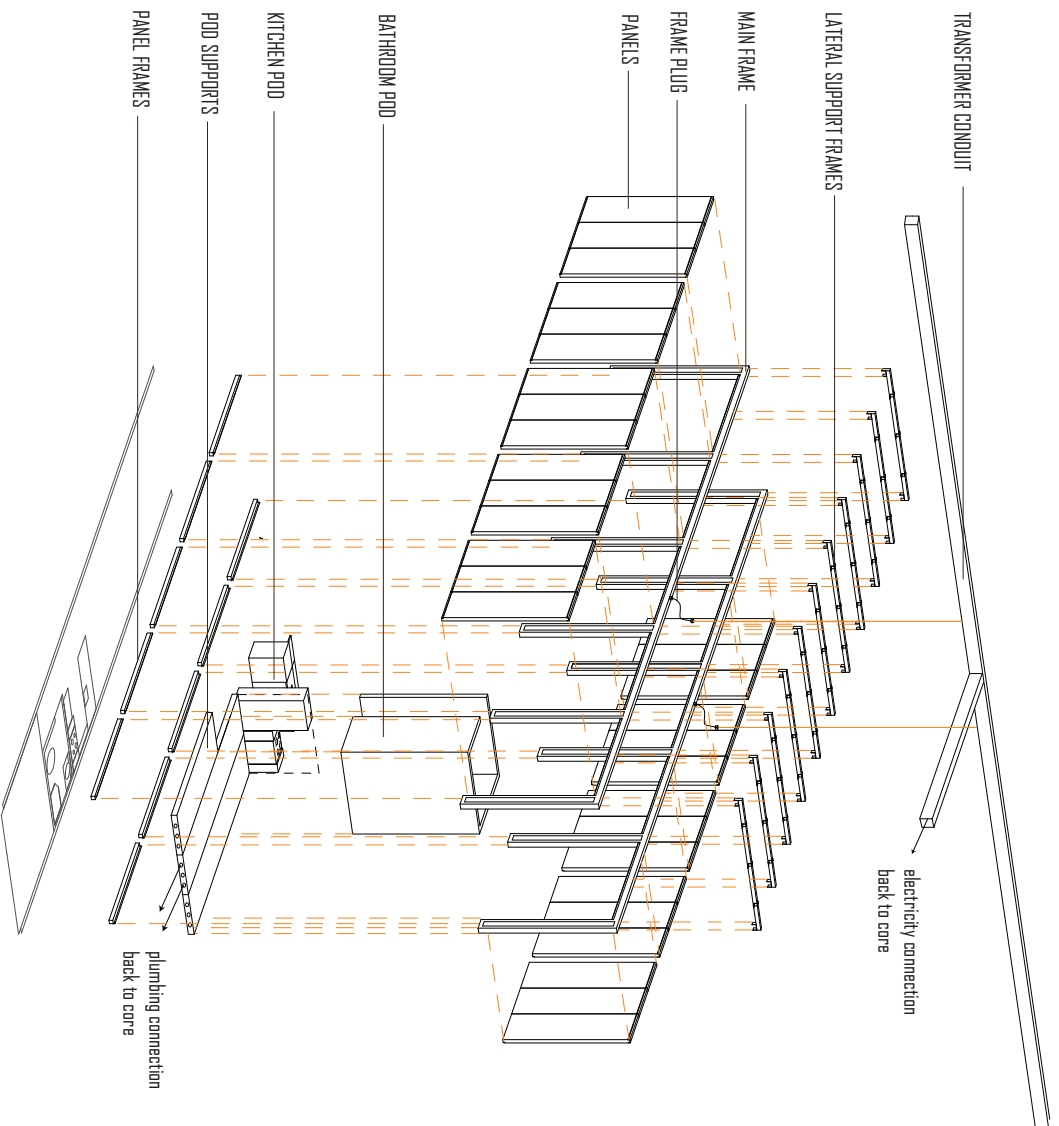 TRANSFORMER CONDUIT
LATERAL SUPPORT FRAMES
MAIN FRAME
FRAME PLUG
PANELS
BATHROOM POD
KITCHEN POD
POD SUPPORTS
PANEL FRAMES
electricity connection
back to core
plumbing connection
back to core